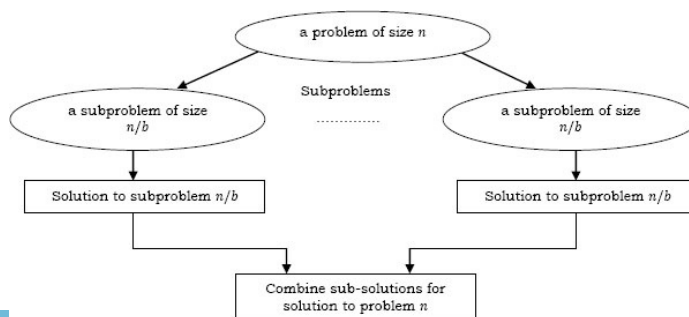 a problem of size n
Subproblems
..............
a subproblem of size
n/b
a subproblem of size
n/b
Solution to subproblem n/b
Solution to subproblem n/b
Combine sub-solutions for
solution to problem n